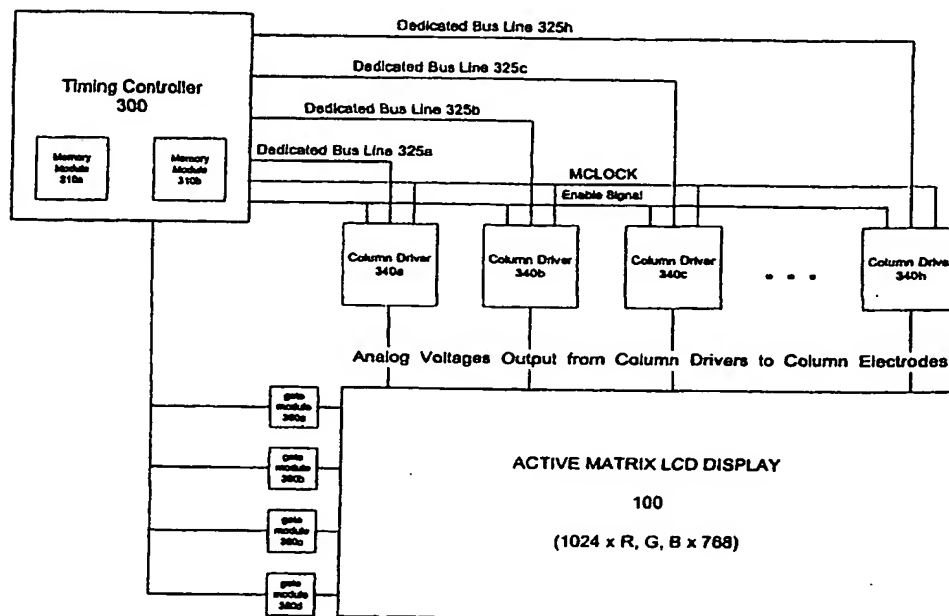 Dedicated Bus Line 325h
Dedicated Bus Line 325c
Timing Controller
300
Dedicated Bus Line 325b
Dedicated Bus Line 325a
Memory
Module
310a
Memory
Module
310b
MCLOCK
Enable Signal
Column Driver
340a
Column Driver
340b
Column Driver
340c
. . .
Column Driver
340h
Analog Voltages Output from Column Drivers to Column Electrodes
gate
module
360a
gate
module
360b
gate
module
360c
gate
module
360d
ACTIVE MATRIX LCD DISPLAY
100
(1024 x R, G, B x 768)